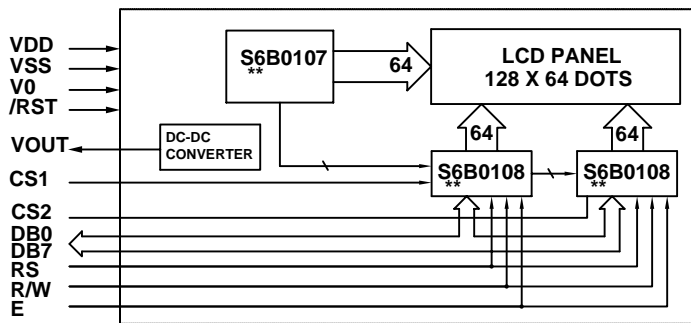 VDD
VSS
V0
/RST
VOUT
CS1
CS2
DB0
DB7
RS
R/W
E
S6B0107
**
64
LCD PANEL
128 X 64 DOTS
DC-DC
CONVERTER
64
64
S6B0108
**
S6B0108
**